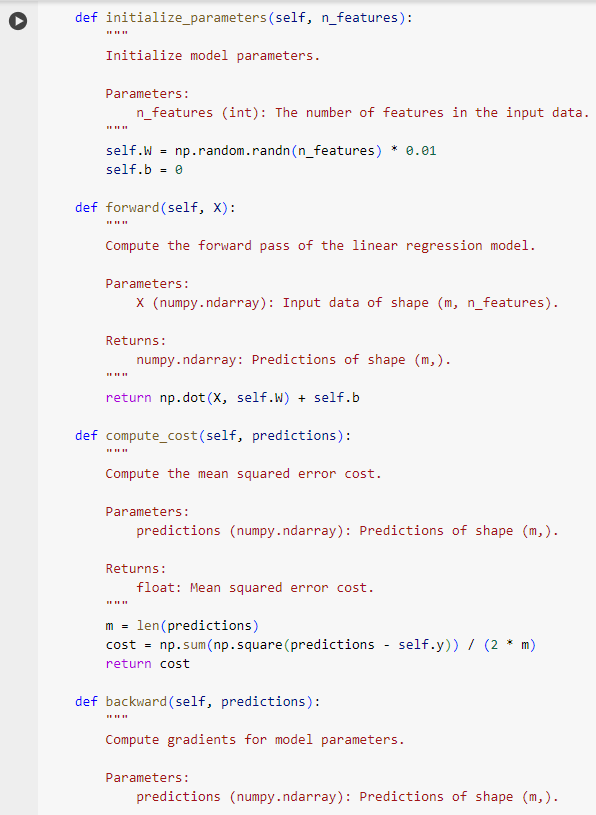 def initialize_parameters(self, n_features):
"""
Initialize model parameters.
Parameters:
n_features (int): The number of features in the input data.
"""
self.W = np.random.randn(n_features) * 0.01
self.b = 0
def forward(self, X):
"""
Compute the forward pass of the linear regression model.
Parameters:
X (numpy.ndarray): Input data of shape (m, n_features).
Returns:
numpy.ndarray: Predictions of shape (m,).
"""
return np.dot(X, self.W) + self.b
def compute_cost(self, predictions):
"""
Compute the mean squared error cost.
Parameters:
predictions (numpy.ndarray): Predictions of shape (m,).
Returns:
float: Mean squared error cost.
"""
m = len(predictions)
cost = np.sum(np.square(predictions - self.y)) / (2 * m)
return cost
def backward(self, predictions):
"""
Compute gradients for model parameters.
Parameters:
predictions (numpy.ndarray): Predictions of shape (m,).